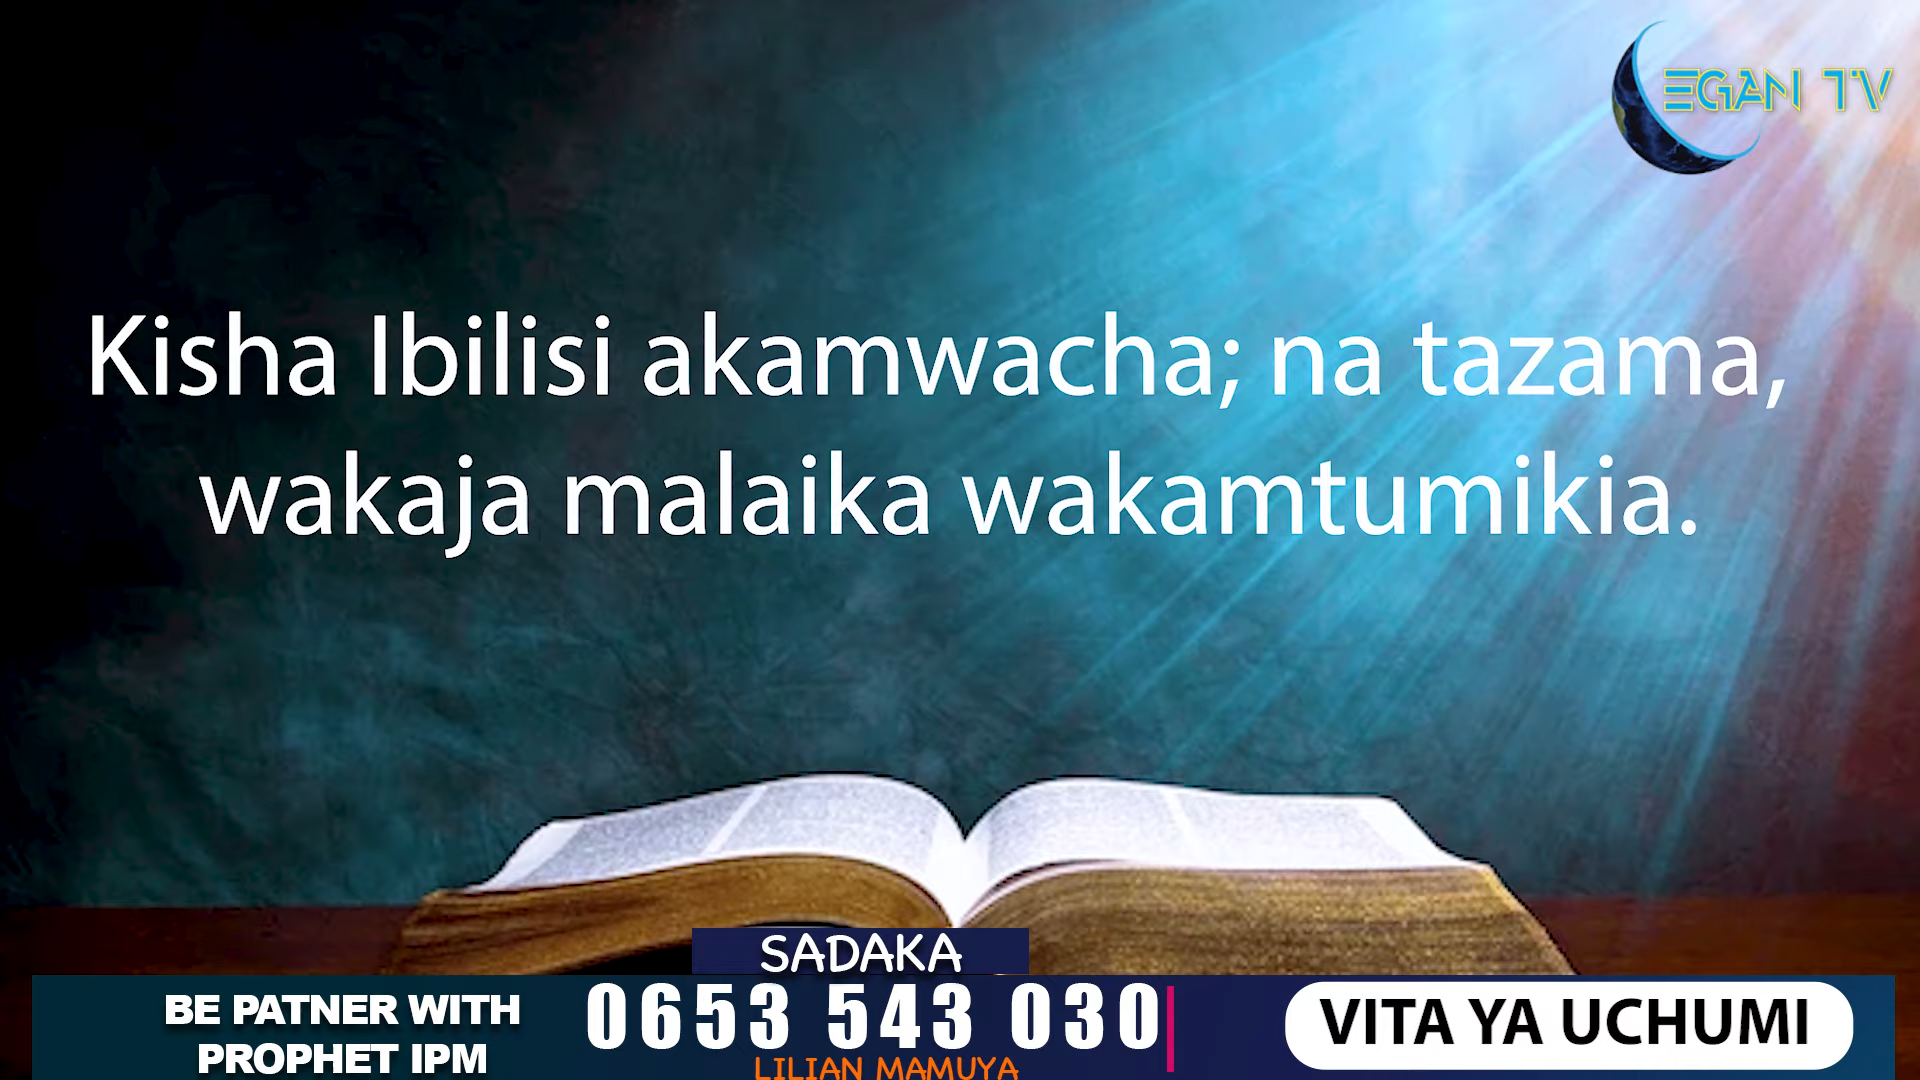 EGAN TV
Kisha Ibilisi akamwacha; na tazama,
wakaja malaika wakamtumikia.
SADAKA
BE PATNER WITH
PROPHET IPM
0653 543 030
LILIAN MAMUYA
VITA YA UCHUMI